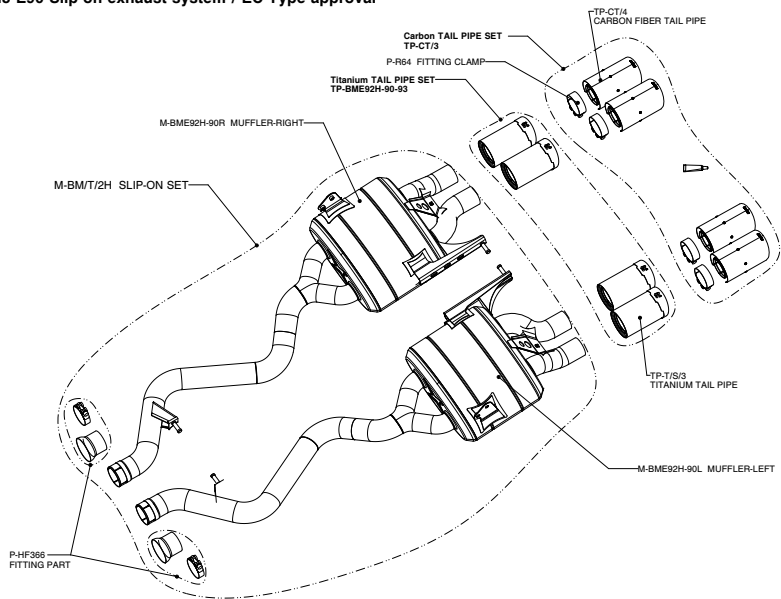 E90 Slip on exhaust system / EC Type approval
TP-CT/4
CARBON FIBER TAIL PIPE
Carbon TAIL PIPE SET
TP-CT/3
P-R64 FITTING CLAMP
Titanium TAIL PIPE SET
TP-BME92H-90-93
M-BME92H-90R MUFFLER-RIGHT
M-BM/T/2H SLIP-ON SET
TP-T/S/3
TITANIUM TAIL PIPE
M-BME92H-90L MUFFLER-LEFT
P-HF366
FITTING PART